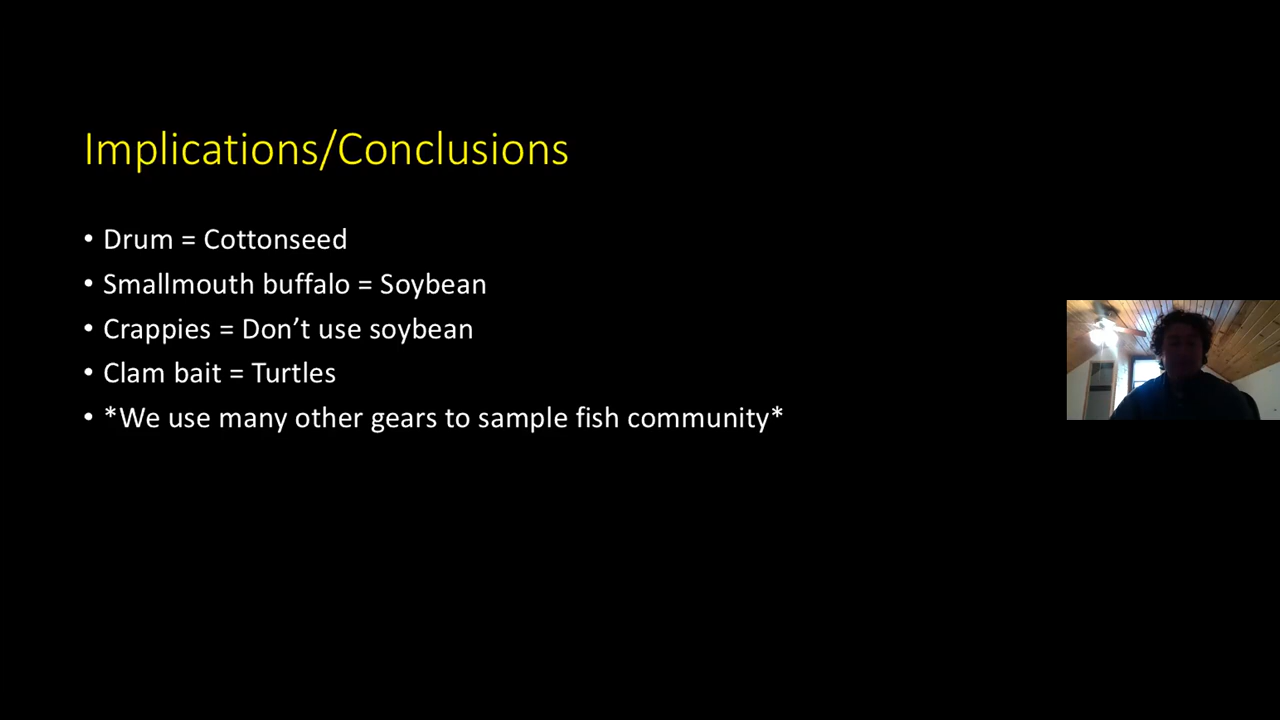 Implications/Conclusions
• Drum = Cottonseed
• Smallmouth buffalo = Soybean
• Crappies = Don’t use soybean
• Clam bait = Turtles
• *We use many other gears to sample fish community*